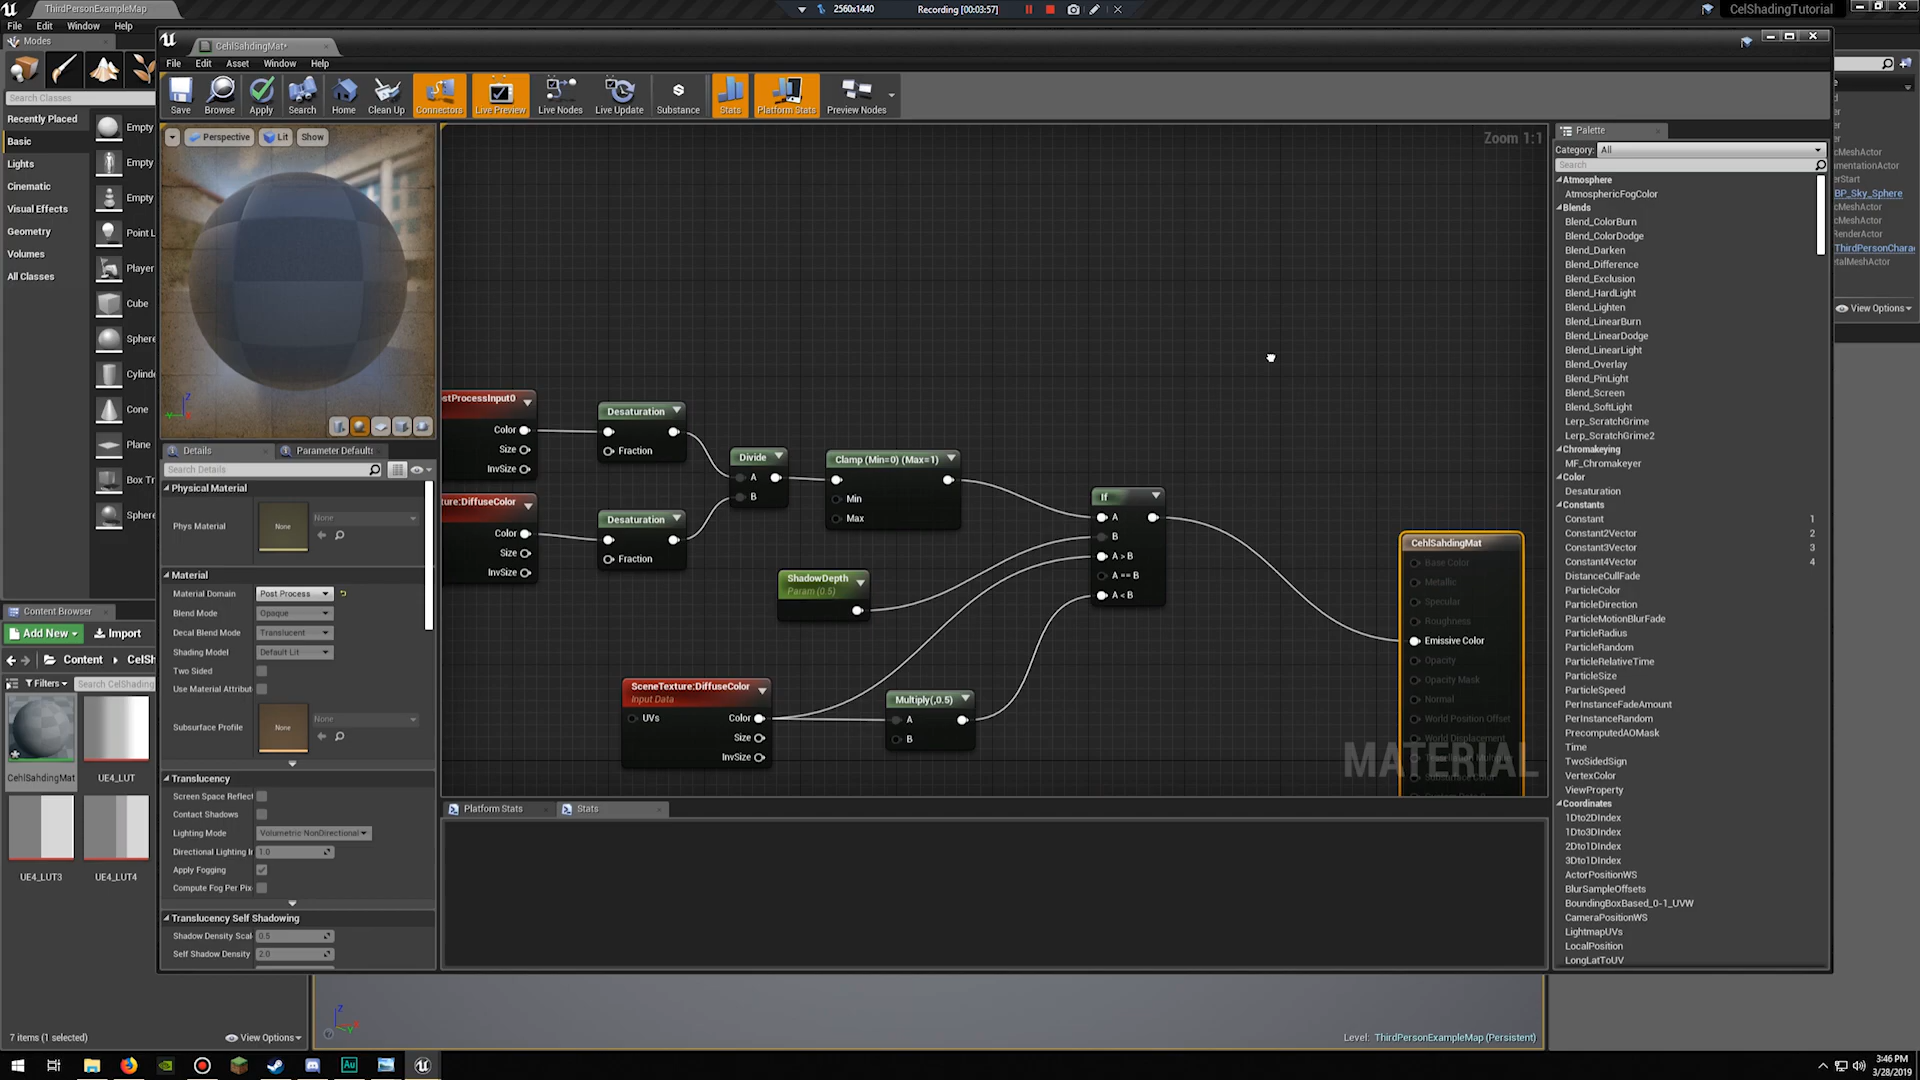 ThirdPersonExampleMap
2560x1440
Recording [00:03:57]
CelShadingTutorial
File Edit Window Help
Modes
CehlSahdingMat*
File Edit Asset Window Help
Save
Browse
Apply
Search
Home
Clean Up
Connectors
Live Preview
Live Nodes
Live Update
Substance
Stats
Platform Stats
Preview Nodes
Search Classes
Recently Placed
Basic
Lights
Cinematic
Visual Effects
Geometry
Volumes
All Classes
Empty
Empty
Empty
Point L
Player
Cube
Sphere
Cylind
Cone
Plane
Box Tr
Sphere
Perspective
Lit
Show
Zoom 1:1
Details
Parameter Default
Search Details
Physical Material
Phys Material
None
None
Material
Material Domain
Post Process
Blend Mode
Opaque
Decal Blend Mode
Translucent
Shading Model
Default Lit
Two Sided
Use Material Attribut
Subsurface Profile
None
None
Translucency
Screen Space Reflect
Contact Shadows
Lighting Mode
Volumetric NonDirectional
Directional Lighting In
1.0
Apply Fogging
Compute Fog Per Pix
Translucency Self Shadowing
Shadow Density Scal
0.5
Self Shadow Density
2.0
stProcessInput0
Color
Size
InvSize
ture:DiffuseColor
Color
Size
InvSize
Desaturation
Fraction
Desaturation
Fraction
Divide
A
B
Clamp (Min=0) (Max=1)
Min
Max
ShadowDepth
Param (0.5)
If
A
B
A > B
A == B
A < B
SceneTexture:DiffuseColor
Input Data
UVs
Color
Size
InvSize
Multiply(,0.5)
A
B
CehlSahdingMat
Base Color
Metallic
Specular
Roughness
Emissive Color
Opacity
Opacity Mask
Normal
World Position Offset
World Displacement
MATERIAL
Platform Stats
Stats
Palette
Category: All
Search
Atmosphere
AtmosphericFogColor
Blends
Blend_ColorBurn
Blend_ColorDodge
Blend_Darken
Blend_Difference
Blend_Exclusion
Blend_HardLight
Blend_Lighten
Blend_LinearBurn
Blend_LinearDodge
Blend_LinearLight
Blend_Overlay
Blend_PinLight
Blend_Screen
Blend_SoftLight
Lerp_ScratchGrime
Lerp_ScratchGrime2
Chromakeying
MF_Chromakeyer
Color
Desaturation
Constants
Constant 1
Constant2Vector 2
Constant3Vector 3
Constant4Vector 4
DistanceCullFade
ParticleColor
ParticleDirection
ParticleMotionBlurFade
ParticleRadius
ParticleRandom
ParticleRelativeTime
ParticleSize
ParticleSpeed
PerInstanceFadeAmount
PerInstanceRandom
PrecomputedAOMask
Time
TwoSidedSign
VertexColor
ViewProperty
Coordinates
1Dto2DIndex
1Dto3DIndex
2Dto1DIndex
3Dto1DIndex
ActorPositionWS
BlurSampleOffsets
BoundingBoxBased_0-1_UVW
CameraPositionWS
LightmapUVs
LocalPosition
LongLatToUV
cMeshActor
umentationActor
erStart
BP_Sky_Sphere
cMeshActor
cMeshActor
RenderActor
ThirdPersonChara
etalMeshActor
View Options
Content Browser
Add New
Import
Content
CelSh
Filters
Search CelShading
CehlSahdingMat
UE4_LUT
UE4_LUT3
UE4_LUT4
7 items (1 selected)
View Options
Level: ThirdPersonExampleMap (Persistent)
3:46 PM
3/28/2019